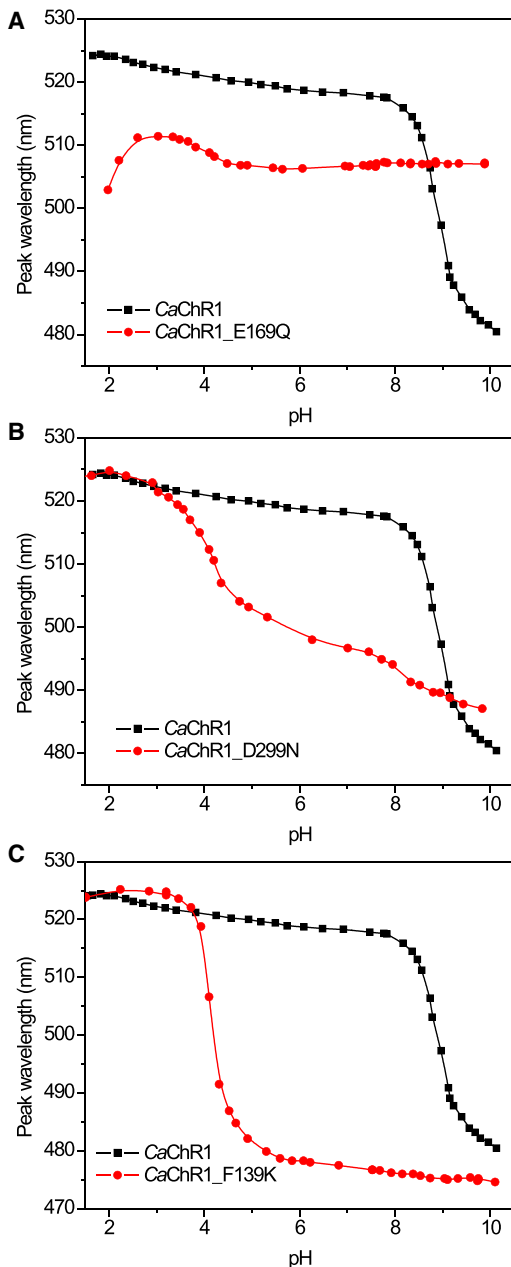 A
530
520
510
500
490
480
Peak wavelength (nm)
CaChR1
CaChR1_E169Q
2 4 6 8 10
pH
B
530
520
510
500
490
480
Peak wavelength (nm)
CaChR1
CaChR1_D299N
2 4 6 8 10
pH
C
530
520
510
500
490
480
470
Peak wavelength (nm)
CaChR1
CaChR1_F139K
2 4 6 8 10
pH